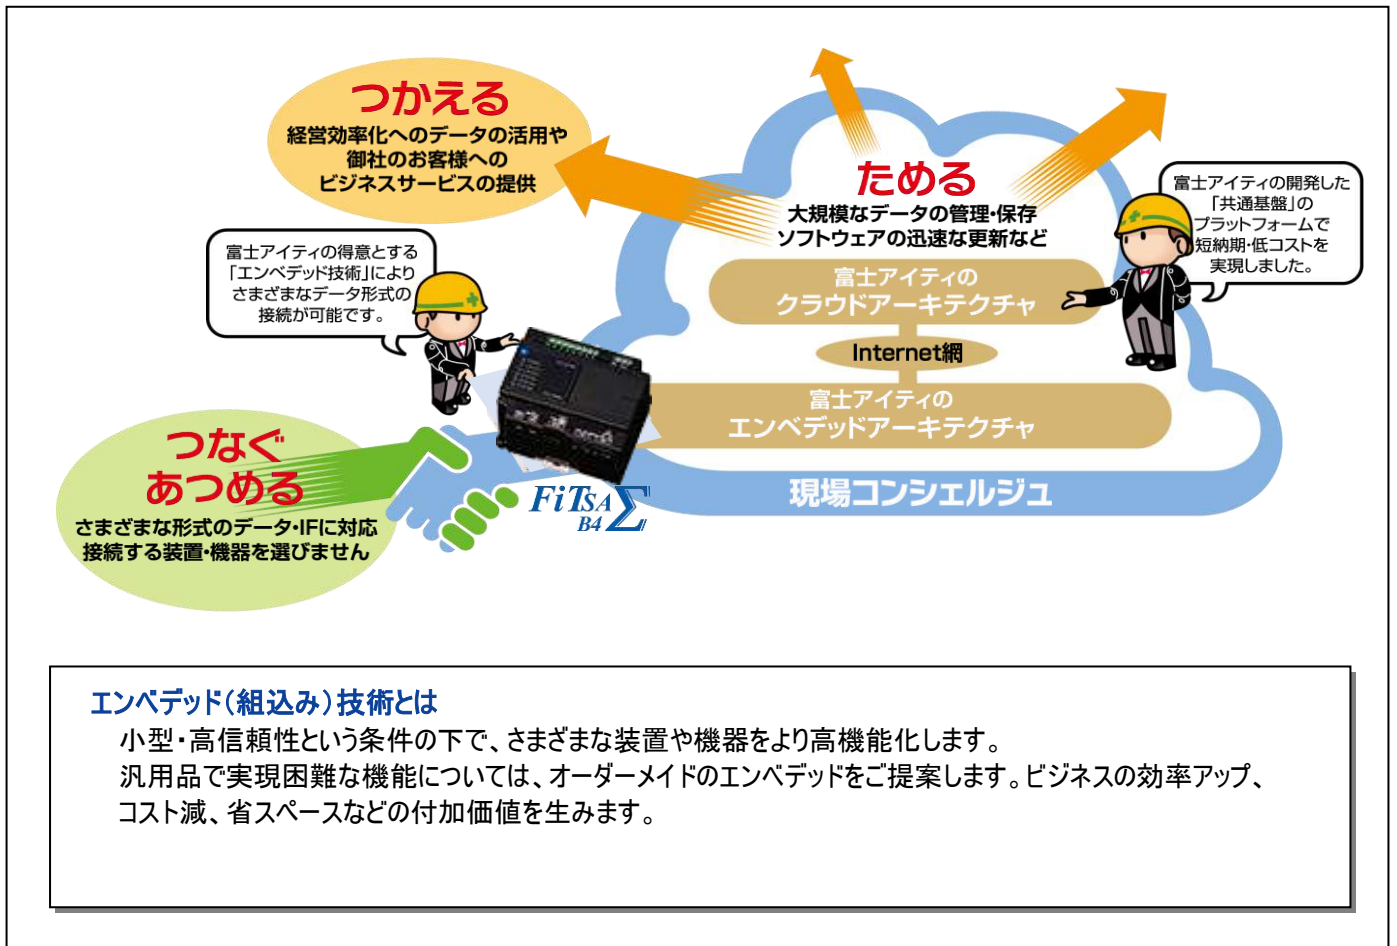 つかえる
経営効率化へのデータの活用や
御社のお客様への
ビジネスサービスの提供
ためる
大規模なデータの管理・保存
ソフトウェアの迅速な更新など
富士アイティの開発した
「共通基盤」の
プラットフォームで
短納期・低コストを
実現しました。
富士アイティの得意とする
「エンベデッド技術」により
さまざまなデータ形式の
接続が可能です。
富士アイティの
クラウドアーキテクチャ
Internet網
富士アイティの
エンベデッドアーキテクチャ
現場コンシェルジュ
つなぐ
あつめる
さまざまな形式のデータ・IFに対応
接続する装置・機器を選びません
FiTSA Σ
B4
エンベデッド（組込み）技術とは
小型・高信頼性という条件の下で、さまざまな装置や機器をより高機能化します。
汎用品で実現困難な機能については、オーダーメイドのエンベデッドをご提案します。ビジネスの効率アップ、
コスト減、省スペースなどの付加価値を生みます。